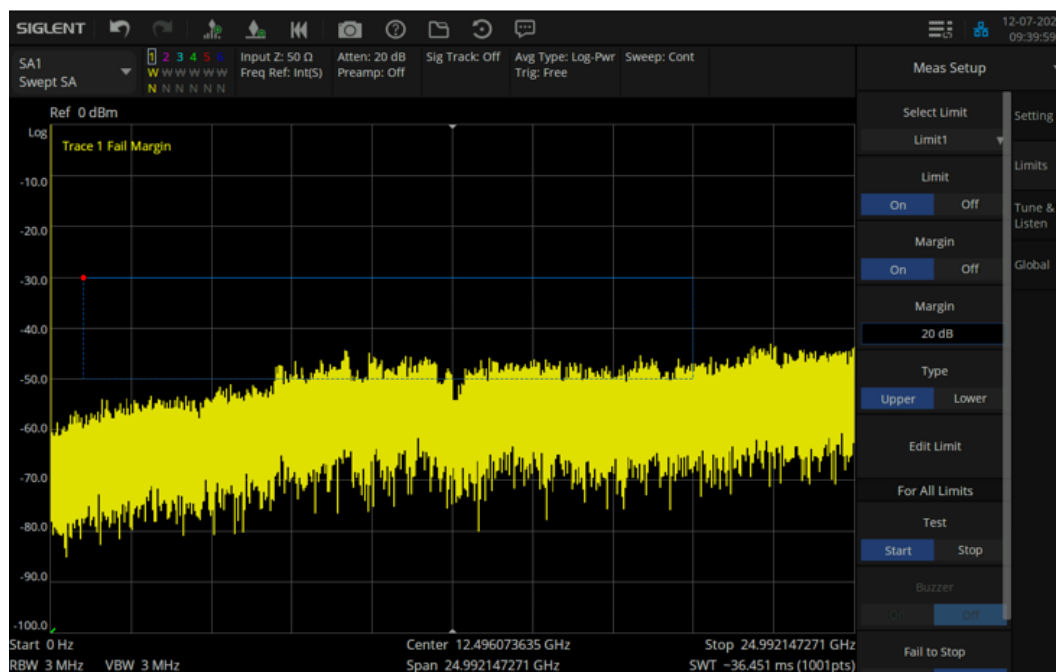 SIGLENT
12-07-202
09:39:59
SA1
Swept SA
1 2 3 4 5 6
W W W W W W
N N N N N N
Input Z: 50 Ω
Freq Ref: Int(S)
Atten: 20 dB
Preamp: Off
Sig Track: Off
Avg Type: Log-Pwr
Trig: Free
Sweep: Cont
Ref 0 dBm
Log
Trace 1 Fail Margin
-10.0
-20.0
-30.0
-40.0
-50.0
-60.0
-70.0
-80.0
-90.0
-100.0
Start 0 Hz
Center 12.496073635 GHz
Stop 24.992147271 GHz
RBW 3 MHz
VBW 3 MHz
Span 24.992147271 GHz
SWT ~36.451 ms (1001pts)
Meas Setup
Select Limit
Limit1
Limit
On Off
Margin
On Off
Margin
20 dB
Type
Upper Lower
Edit Limit
For All Limits
Test
Start Stop
Buzzer
On Off
Fail to Stop
Setting
Limits
Tune &
Listen
Global